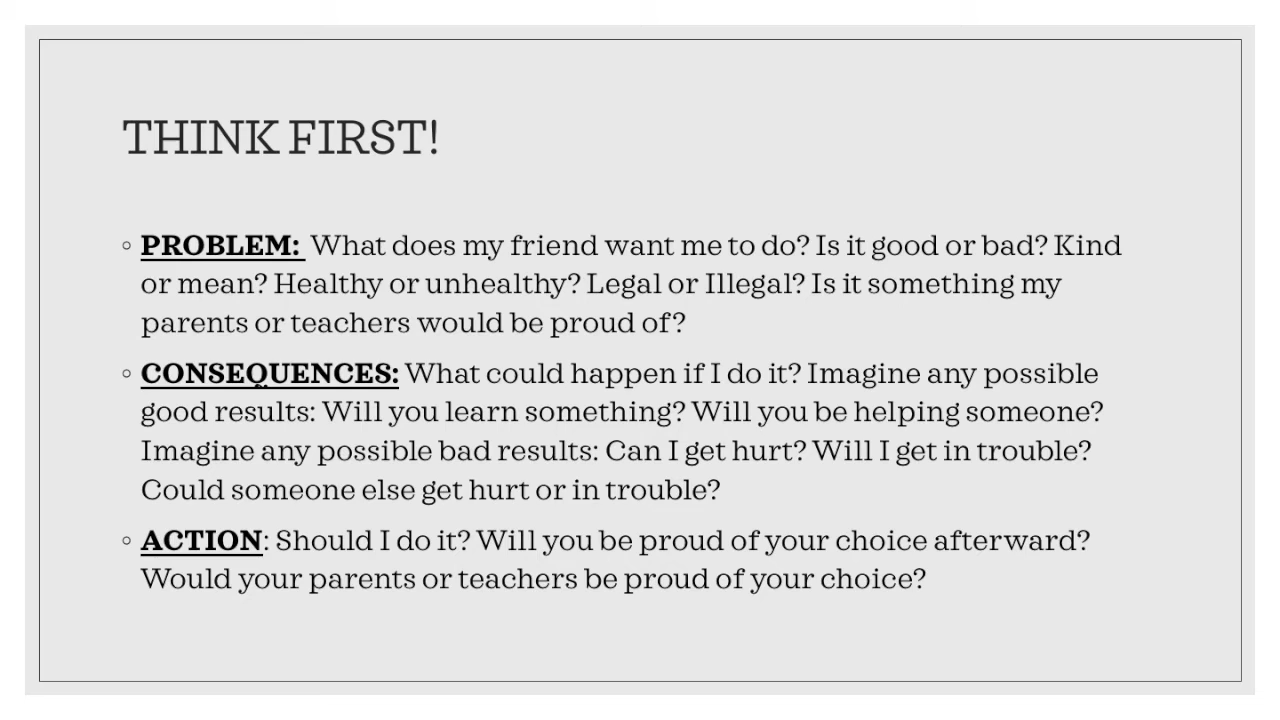 THINK FIRST!
◦ PROBLEM: What does my friend want me to do? Is it good or bad? Kind
or mean? Healthy or unhealthy? Legal or Illegal? Is it something my
parents or teachers would be proud of?
◦ CONSEQUENCES: What could happen if I do it? Imagine any possible
good results: Will you learn something? Will you be helping someone?
Imagine any possible bad results: Can I get hurt? Will I get in trouble?
Could someone else get hurt or in trouble?
◦ ACTION: Should I do it? Will you be proud of your choice afterward?
Would your parents or teachers be proud of your choice?